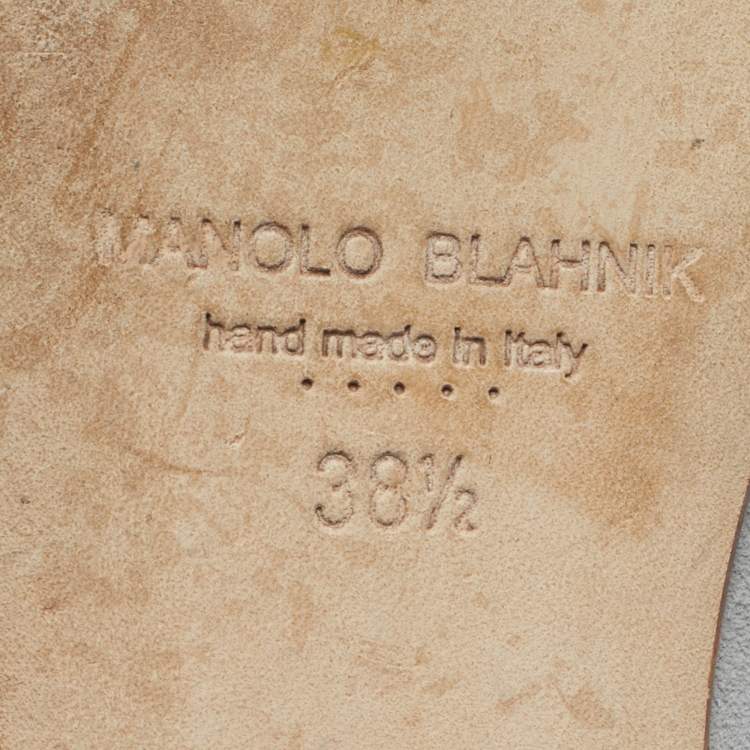 MANOLO BLAHNIK
hand made in Italy
• • • • •
38½